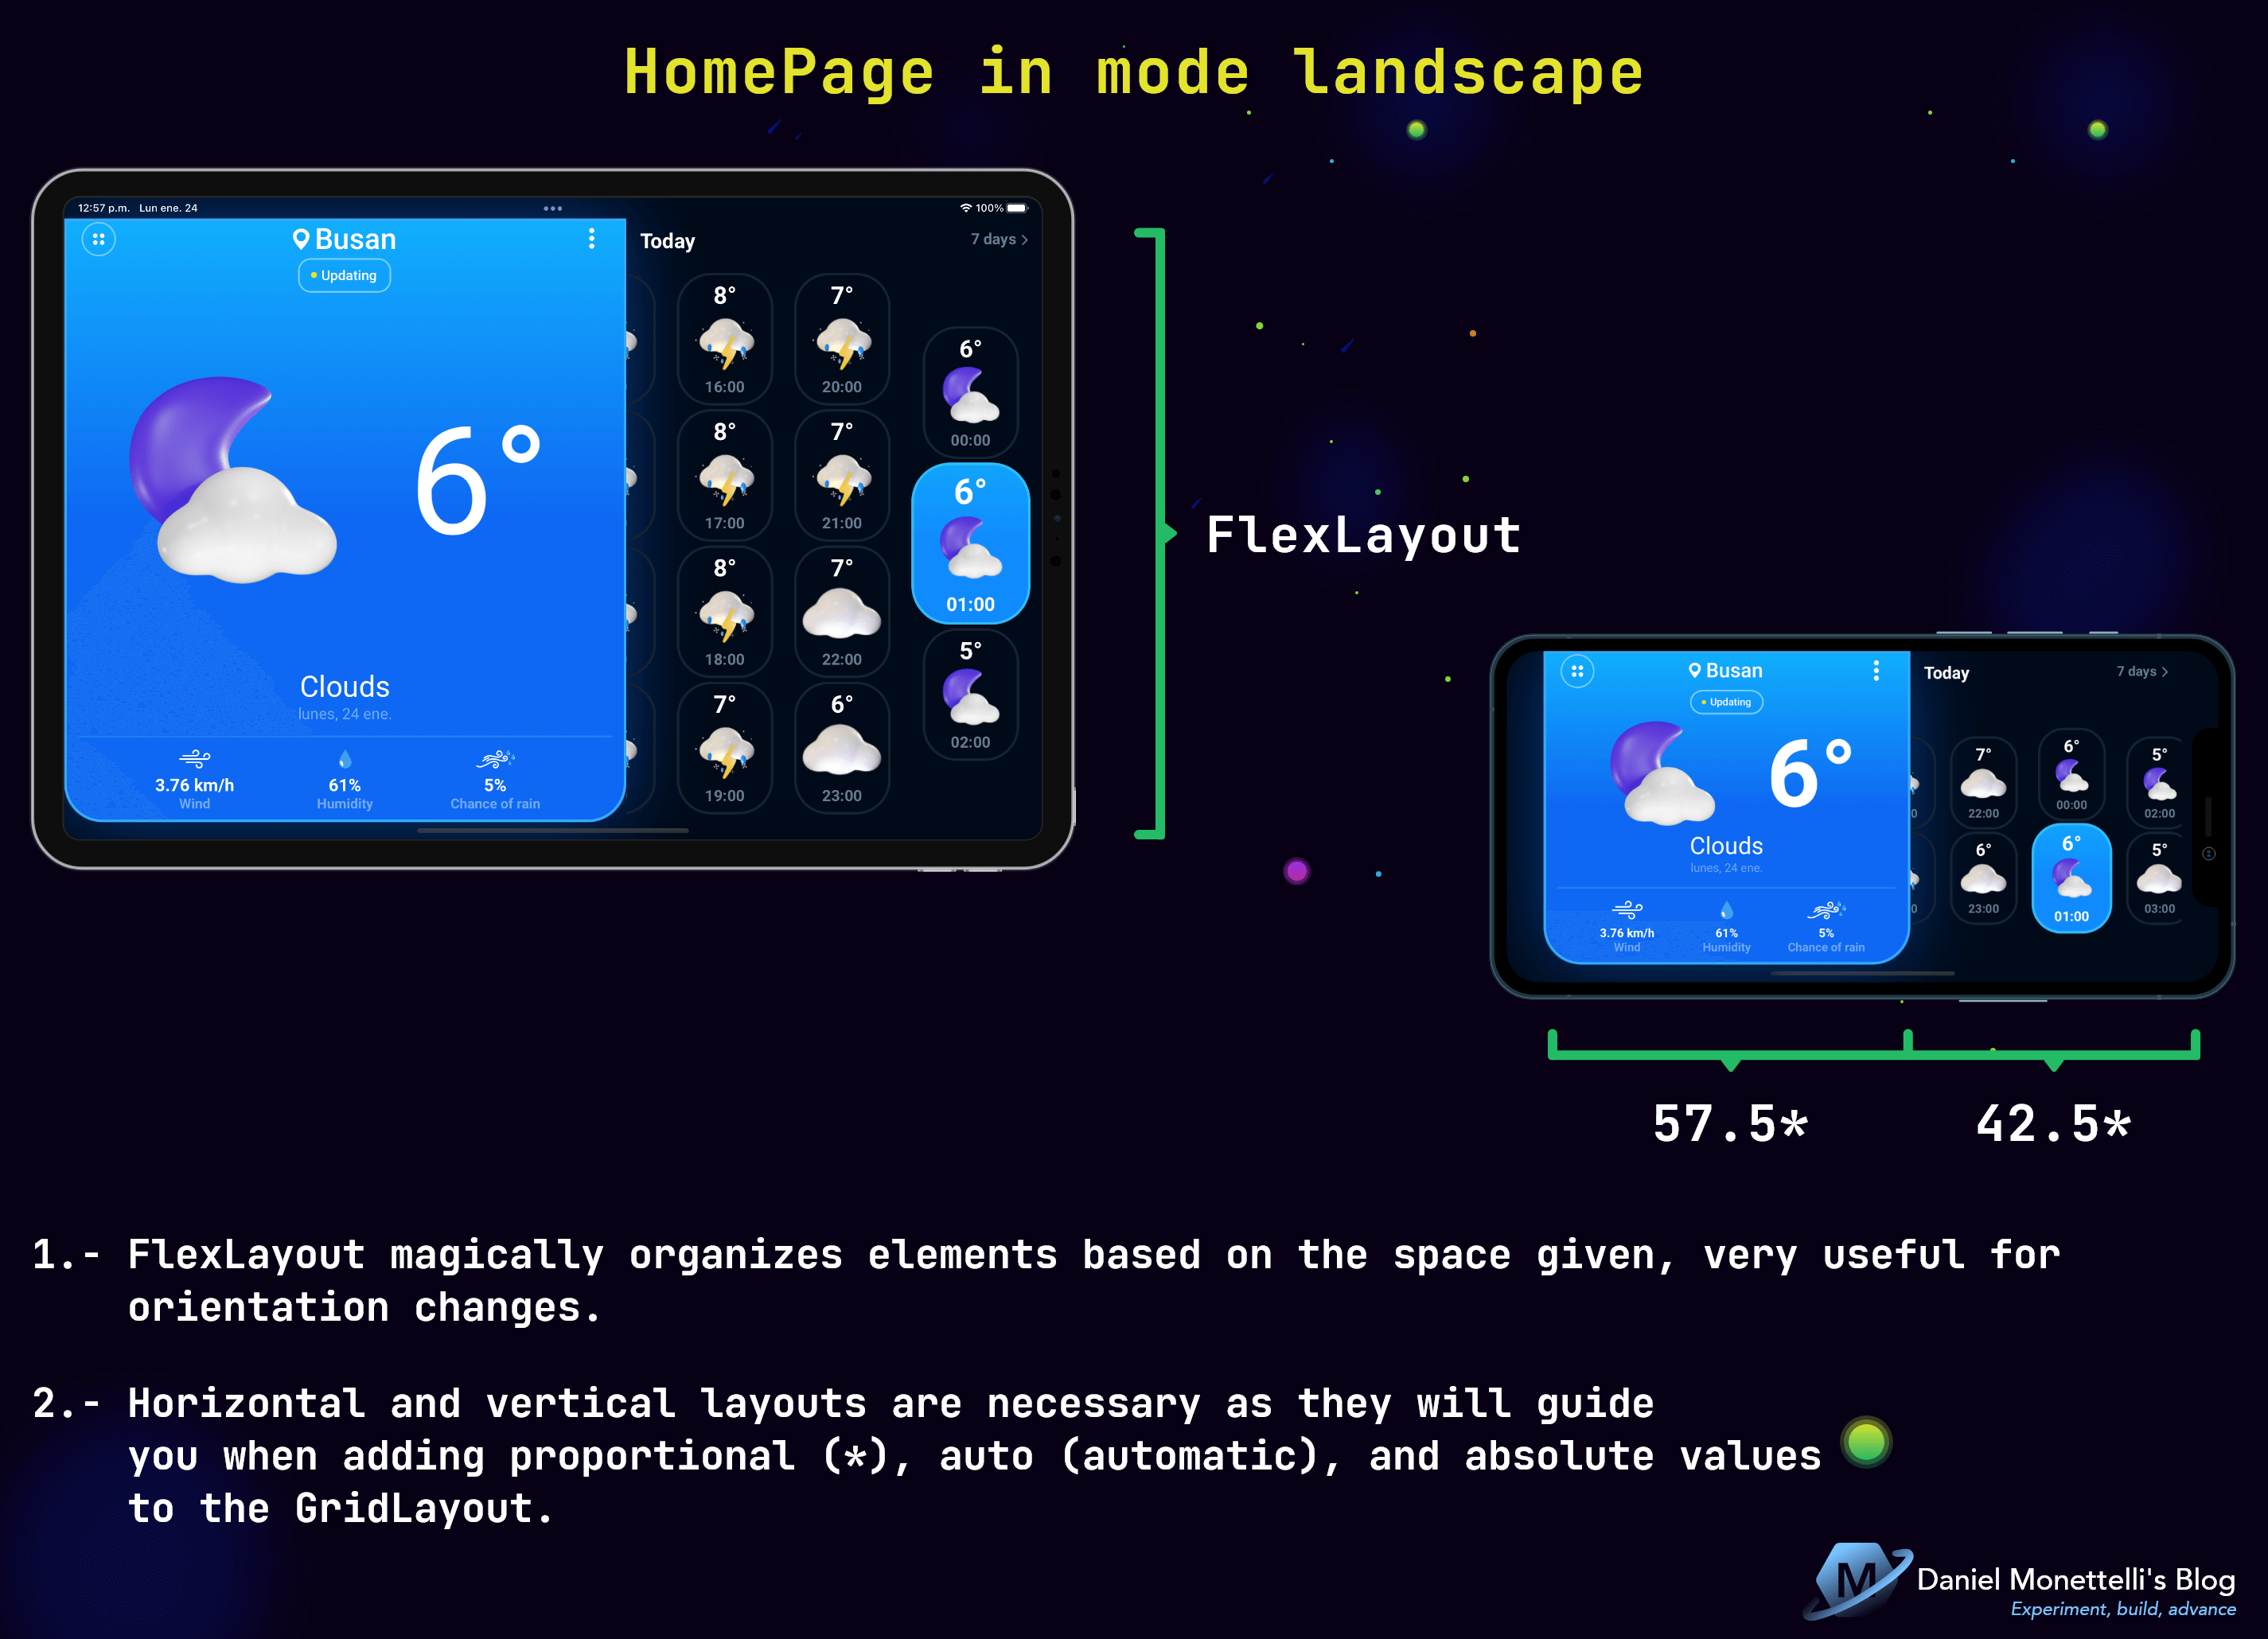 HomePage in mode landscape
12:57 p.m. Lun ene. 24
100%
Busan
Updating
6°
Clouds
lunes, 24 ene.
3.76 km/h 61% 5%
Wind Humidity Chance of rain
Today 7 days
8° 7°
16:00 20:00
8° 7°
17:00 21:00
8° 7°
18:00 22:00
7° 6°
19:00 23:00
6°
00:00
6°
01:00
5°
02:00
FlexLayout
Busan
Updating
6°
Clouds
lunes, 24 ene.
3.76 km/h 61% 5%
Wind Humidity Chance of rain
Today 7 days
7° 6° 5°
0 22:00 00:00 02:00
6° 6° 5°
0 23:00 01:00 03:00
57.5* 42.5*
1.- FlexLayout magically organizes elements based on the space given, very useful for
orientation changes.
2.- Horizontal and vertical layouts are necessary as they will guide
you when adding proportional (*), auto (automatic), and absolute values
to the GridLayout.
M
Daniel Monettelli's Blog
Experiment, build, advance